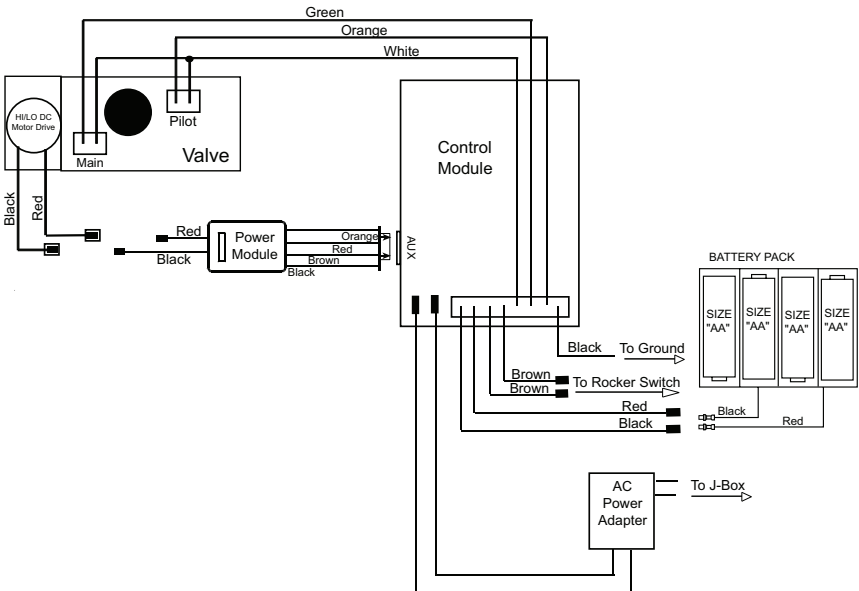 Green
Orange
White
HI/LO DC
Motor Drive
Pilot
Main
Valve
Control
Module
Black
Red
Red
Black
Power
Module
Orange
Red
Brown
Black
AUX
BATTERY PACK
SIZE
"AA"
SIZE
"AA"
SIZE
"AA"
SIZE
"AA"
Black
To Ground
Brown
Brown
To Rocker Switch
Red
Black
Black
Red
AC
Power
Adapter
To J-Box